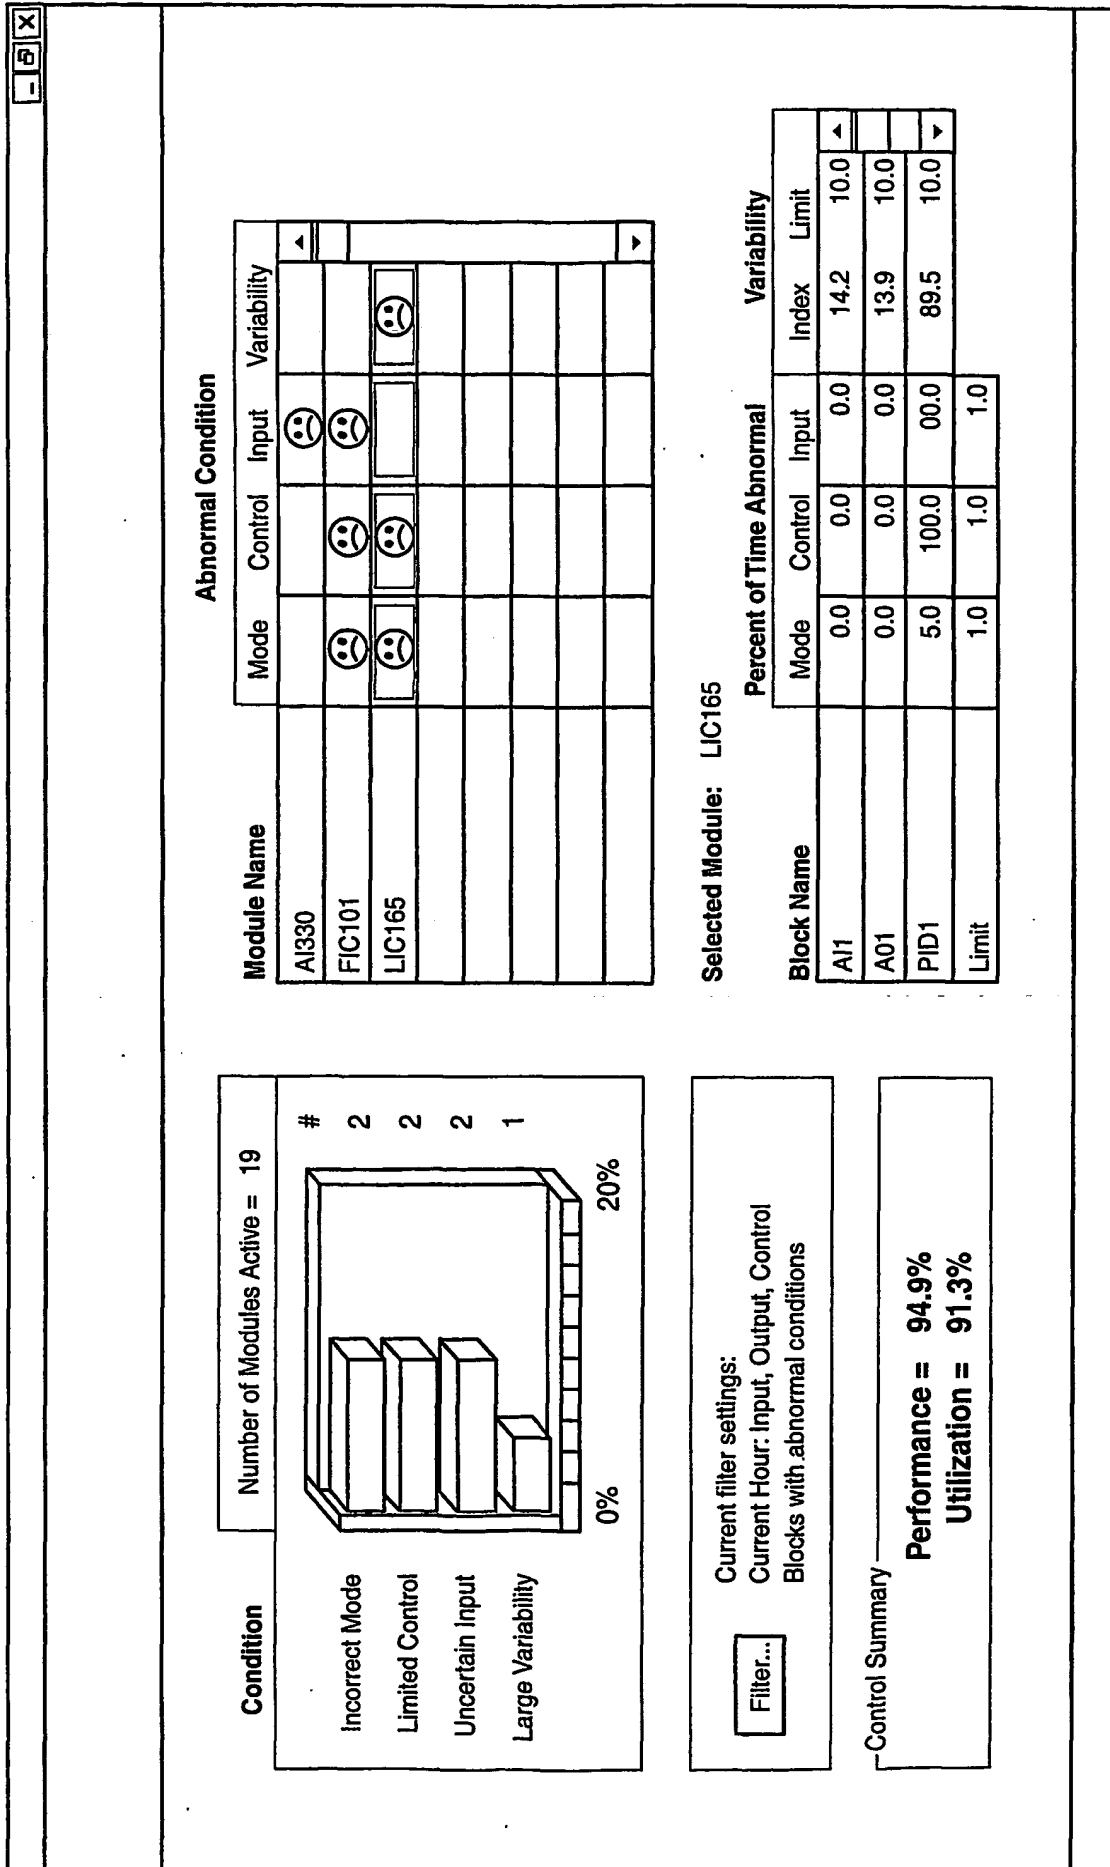 Condition
Number of Modules Active = 19
#
Incorrect Mode 2
Limited Control 2
Uncertain Input 2
Large Variability 1
0% 20%
Filter...
Current filter settings:
Current Hour: Input, Output, Control
Blocks with abnormal conditions
Control Summary
Performance = 94.9%
Utilization = 91.3%
Abnormal Condition
Module Name Mode Control Input Variability
AI330
FIC101
LIC165
Selected Module: LIC165
Percent of Time Abnormal Variability
Block Name Mode Control Input Index Limit
AI1 0.0 0.0 0.0 14.2 10.0
A01 0.0 0.0 0.0 13.9 10.0
PID1 5.0 100.0 00.0 89.5 10.0
Limit 1.0 1.0 1.0